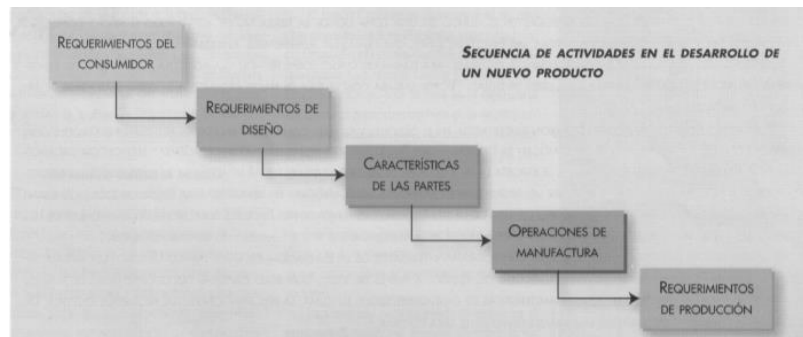 REQUERIMIENTOS DEL
CONSUMIDOR
SECUENCIA DE ACTIVIDADES EN EL DESARROLLO DE
UN NUEVO PRODUCTO
REQUERIMIENTOS DE
DISEÑO
CARACTERÍSTICAS
DE LAS PARTES
OPERACIONES DE
MANUFACTURA
REQUERIMIENTOS
DE PRODUCCIÓN